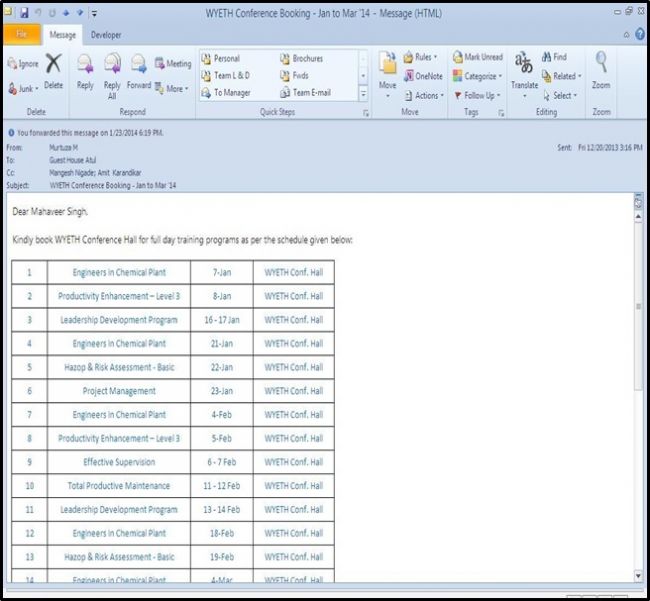 WYETH Conference Booking - Jan to Mar '14 - Message (HTML)
File Message Developer
Ignore
Junk
Delete
Delete
Reply
Reply All
Forward
Meeting
More
Respond
Personal
Team L & D
To Manager
Brochures
Fwds
Team E-mail
Quick Steps
Move
Rules
OneNote
Actions
Move
Mark Unread
Categorize
Follow Up
Tags
Translate
Find
Related
Select
Editing
Zoom
Zoom
You forwarded this message on 1/23/2014 6:19 PM.
From: Murtuza M Sent: Fri 12/20/2013 3:16 PM
To: Guest House Atul
Cc: Mangesh Nigade; Amit Karandikar
Subject: WYETH Conference Booking - Jan to Mar '14
Dear Mahaveer Singh,
Kindly book WYETH Conference Hall for full day training programs as per the schedule given below:
1 Engineers in Chemical Plant 7-Jan WYETH Conf. Hall
2 Productivity Enhancement – Level 3 8-Jan WYETH Conf. Hall
3 Leadership Development Program 16 - 17 Jan WYETH Conf. Hall
4 Engineers in Chemical Plant 21-Jan WYETH Conf. Hall
5 Hazop & Risk Assessment - Basic 22-Jan WYETH Conf. Hall
6 Project Management 23-Jan WYETH Conf. Hall
7 Engineers in Chemical Plant 4-Feb WYETH Conf. Hall
8 Productivity Enhancement – Level 3 5-Feb WYETH Conf. Hall
9 Effective Supervision 6 - 7 Feb WYETH Conf. Hall
10 Total Productive Maintenance 11 - 12 Feb WYETH Conf. Hall
11 Leadership Development Program 13 - 14 Feb WYETH Conf. Hall
12 Engineers in Chemical Plant 18-Feb WYETH Conf. Hall
13 Hazop & Risk Assessment - Basic 19-Feb WYETH Conf. Hall
14 Engineers in Chemical Plant 4-Mar WYETH Conf. Hall